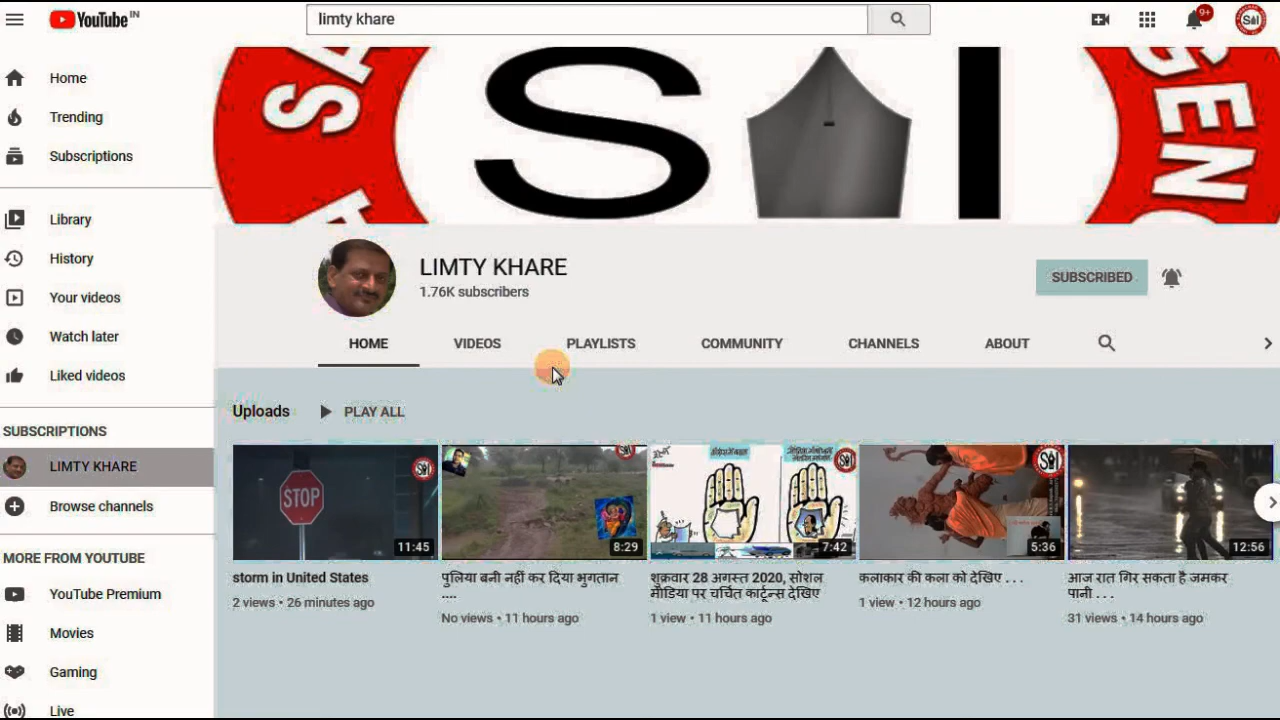 YouTube IN
limty khare
9+
SAI
Home
Trending
Subscriptions
Library
History
Your videos
Watch later
Liked videos
SUBSCRIPTIONS
LIMTY KHARE
Browse channels
MORE FROM YOUTUBE
YouTube Premium
Movies
Gaming
Live
SA
S I
GEN
LIMTY KHARE
1.76K subscribers
SUBSCRIBED
HOME VIDEOS PLAYLISTS COMMUNITY CHANNELS ABOUT
Uploads PLAY ALL
STOP
11:45 8:29 7:42 5:36 12:56
storm in United States
2 views • 26 minutes ago
पुलिया बनी नहीं कर दिया भुगतान
....
No views • 11 hours ago
शुक्रवार 28 अगस्त 2020, सोशल
मीडिया पर चर्चित कार्टून्स देखिए
1 view • 11 hours ago
कलाकार की कला को देखिए . . .
1 view • 12 hours ago
आज रात गिर सकता है जमकर
पानी . . .
31 views • 14 hours ago